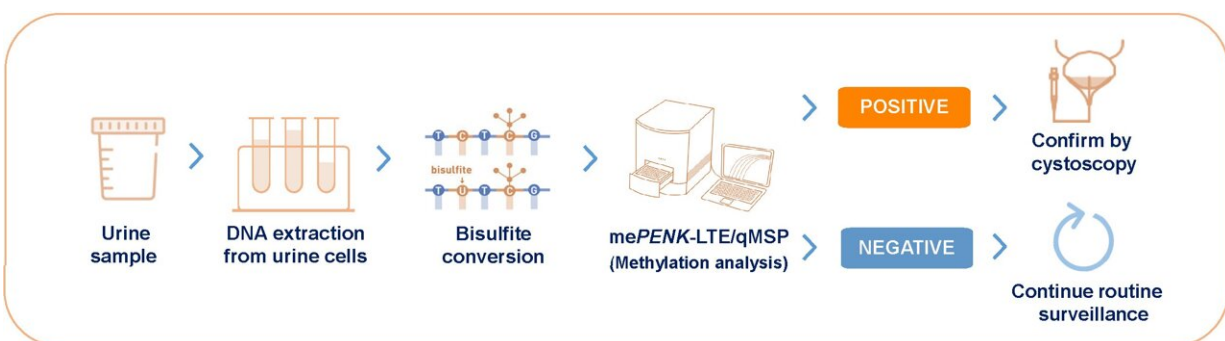 T C T C G
bisulfite
T U T C G
Urine
sample
DNA extraction
from urine cells
Bisulfite
conversion
mePENK-LTE/qMSP
(Methylation analysis)
POSITIVE
Confirm by
cystoscopy
NEGATIVE
Continue routine
surveillance